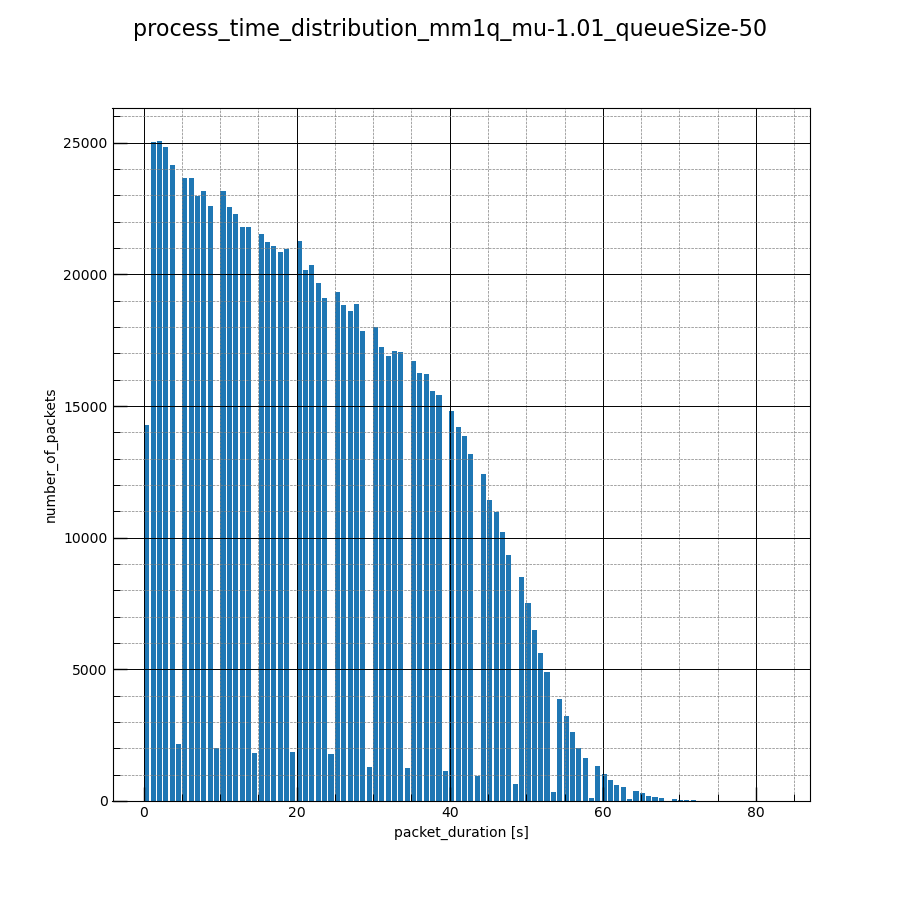 process_time_distribution_mm1q_mu-1.01_queueSize-50
25000
20000
15000
10000
5000
0
number_of_packets
0 20 40 60 80
packet_duration [s]